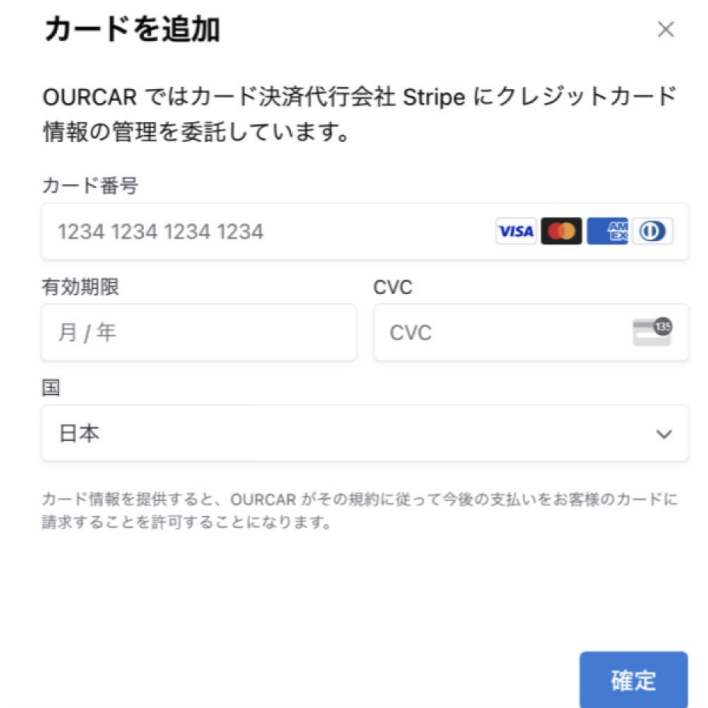 カードを追加
OURCAR ではカード決済代行会社 Stripe にクレジットカード
情報の管理を委託しています。
カード番号
1234 1234 1234 1234 VISA AM EX
有効期限 CVC
月 / 年 CVC 135
国
日本
カード情報を提供すると、OURCAR がその規約に従って今後の支払いをお客様のカードに
請求することを許可することになります。
確定